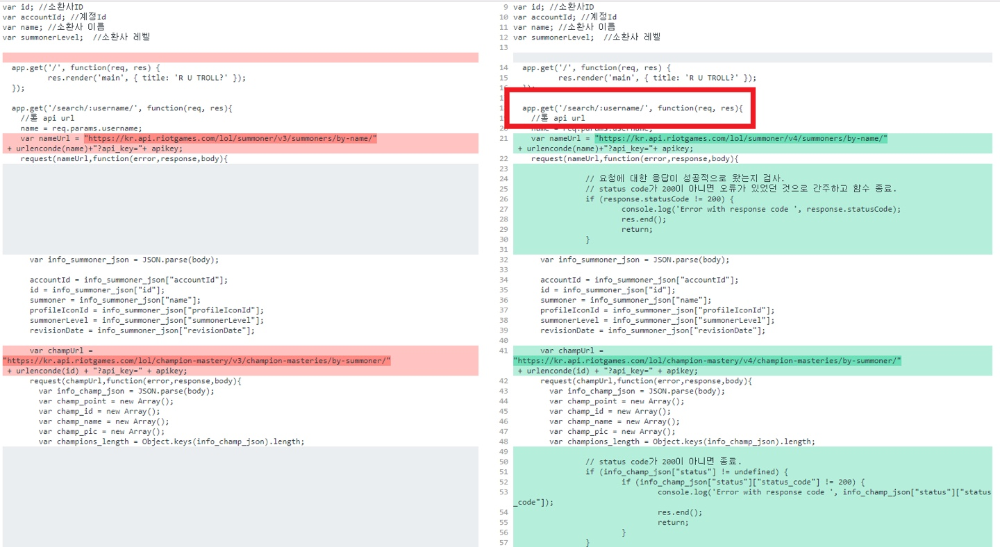 var id; //소환사ID
var accountId; //계정Id
var name; //소환사 이름
var summonerLevel;  //소환사 레벨
app.get('/', function(req, res) {
res.render('main', { title: 'R U TROLL?' });
});
app.get('/search/:username/', function(req, res){
//롤 api url
name = req.params.username;
var nameUrl = "https://kr.api.riotgames.com/lol/summoner/v3/summoners/by-name/"
+ urlenconde(name)+"?api_key="+ apikey;
request(nameUrl,function(error,response,body){
var info_summoner_json = JSON.parse(body);
accountId = info_summoner_json["accountId"];
id = info_summoner_json["id"];
summoner = info_summoner_json["name"];
profileIconId = info_summoner_json["profileIconId"];
summonerLevel = info_summoner_json["summonerLevel"];
revisionDate = info_summoner_json["revisionDate"];
var champUrl =
"https://kr.api.riotgames.com/lol/champion-mastery/v3/champion-masteries/by-summoner/"
+ urlenconde(id) + "?api_key=" + apikey;
request(champUrl,function(error,response,body){
var info_champ_json = JSON.parse(body);
var champ_point = new Array();
var champ_id = new Array();
var champ_name = new Array();
var champ_pic = new Array();
var champions_length = Object.keys(info_champ_json).length;
9 var id; //소환사ID
10 var accountId; //계정Id
11 var name; //소환사 이름
12 var summonerLevel;  //소환사 레벨
13
14 app.get('/', function(req, res) {
15 res.render('main', { title: 'R U TROLL?' });
16 });
app.get('/search/:username/', function(req, res){
//롤 api url
20 name = req.params.username;
21 var nameUrl = "https://kr.api.riotgames.com/lol/summoner/v4/summoners/by-name/"
+ urlenconde(name)+"?api_key="+ apikey;
22 request(nameUrl,function(error,response,body){
23
24 // 요청에 대한 응답이 성공적으로 왔는지 검사.
25 // status code가 200이 아니면 오류가 있었던 것으로 간주하고 함수 종료.
26 if (response.statusCode != 200) {
27 console.log('Error with response code ', response.statusCode);
28 res.end();
29 return;
30 }
31
32 var info_summoner_json = JSON.parse(body);
33
34 accountId = info_summoner_json["accountId"];
35 id = info_summoner_json["id"];
36 summoner = info_summoner_json["name"];
37 profileIconId = info_summoner_json["profileIconId"];
38 summonerLevel = info_summoner_json["summonerLevel"];
39 revisionDate = info_summoner_json["revisionDate"];
40
41 var champUrl =
"https://kr.api.riotgames.com/lol/champion-mastery/v4/champion-masteries/by-summoner/"
+ urlenconde(id) + "?api_key=" + apikey;
42 request(champUrl,function(error,response,body){
43 var info_champ_json = JSON.parse(body);
44 var champ_point = new Array();
45 var champ_id = new Array();
46 var champ_name = new Array();
47 var champ_pic = new Array();
48 var champions_length = Object.keys(info_champ_json).length;
49
50 // status code가 200이 아니면 종료.
51 if (info_champ_json["status"] != undefined) {
52 if (info_champ_json["status"]["status_code"] != 200) {
53 console.log('Error with response code ', info_champ_json["status"]["status
_code"]);
54 res.end();
55 return;
56 }
57 }